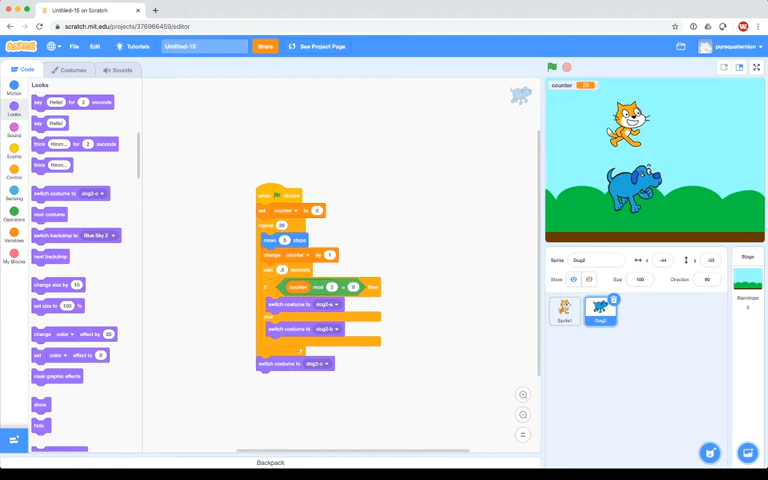 Untitled-15 on Scratch
scratch.mit.edu/projects/376966459/editor
SCRATCH File Edit Tutorials Untitled-15 Share See Project Page puresquaternion
Code Costumes Sounds
Motion
Looks
Sound
Events
Control
Sensing
Operators
Variables
My Blocks
Looks
say Hello! for 2 seconds
say Hello!
think Hmm... for 2 seconds
think Hmm...
switch costume to dog2-c
next costume
switch backdrop to Blue Sky 2
next backdrop
change size by 10
set size to 100 %
change color effect by 25
set color effect to 0
clear graphic effects
show
hide
when clicked
set counter to 0
repeat 20
move 5 steps
change counter by 1
wait .5 seconds
if counter mod 2 = 0 then
switch costume to dog2-a
else
switch costume to dog2-b
switch costume to dog2-c
Backpack
counter 20
Sprite Dog2 x -44 y -53
Show Size 100 Direction 90
Sprite1
Dog2
Stage
Backdrops